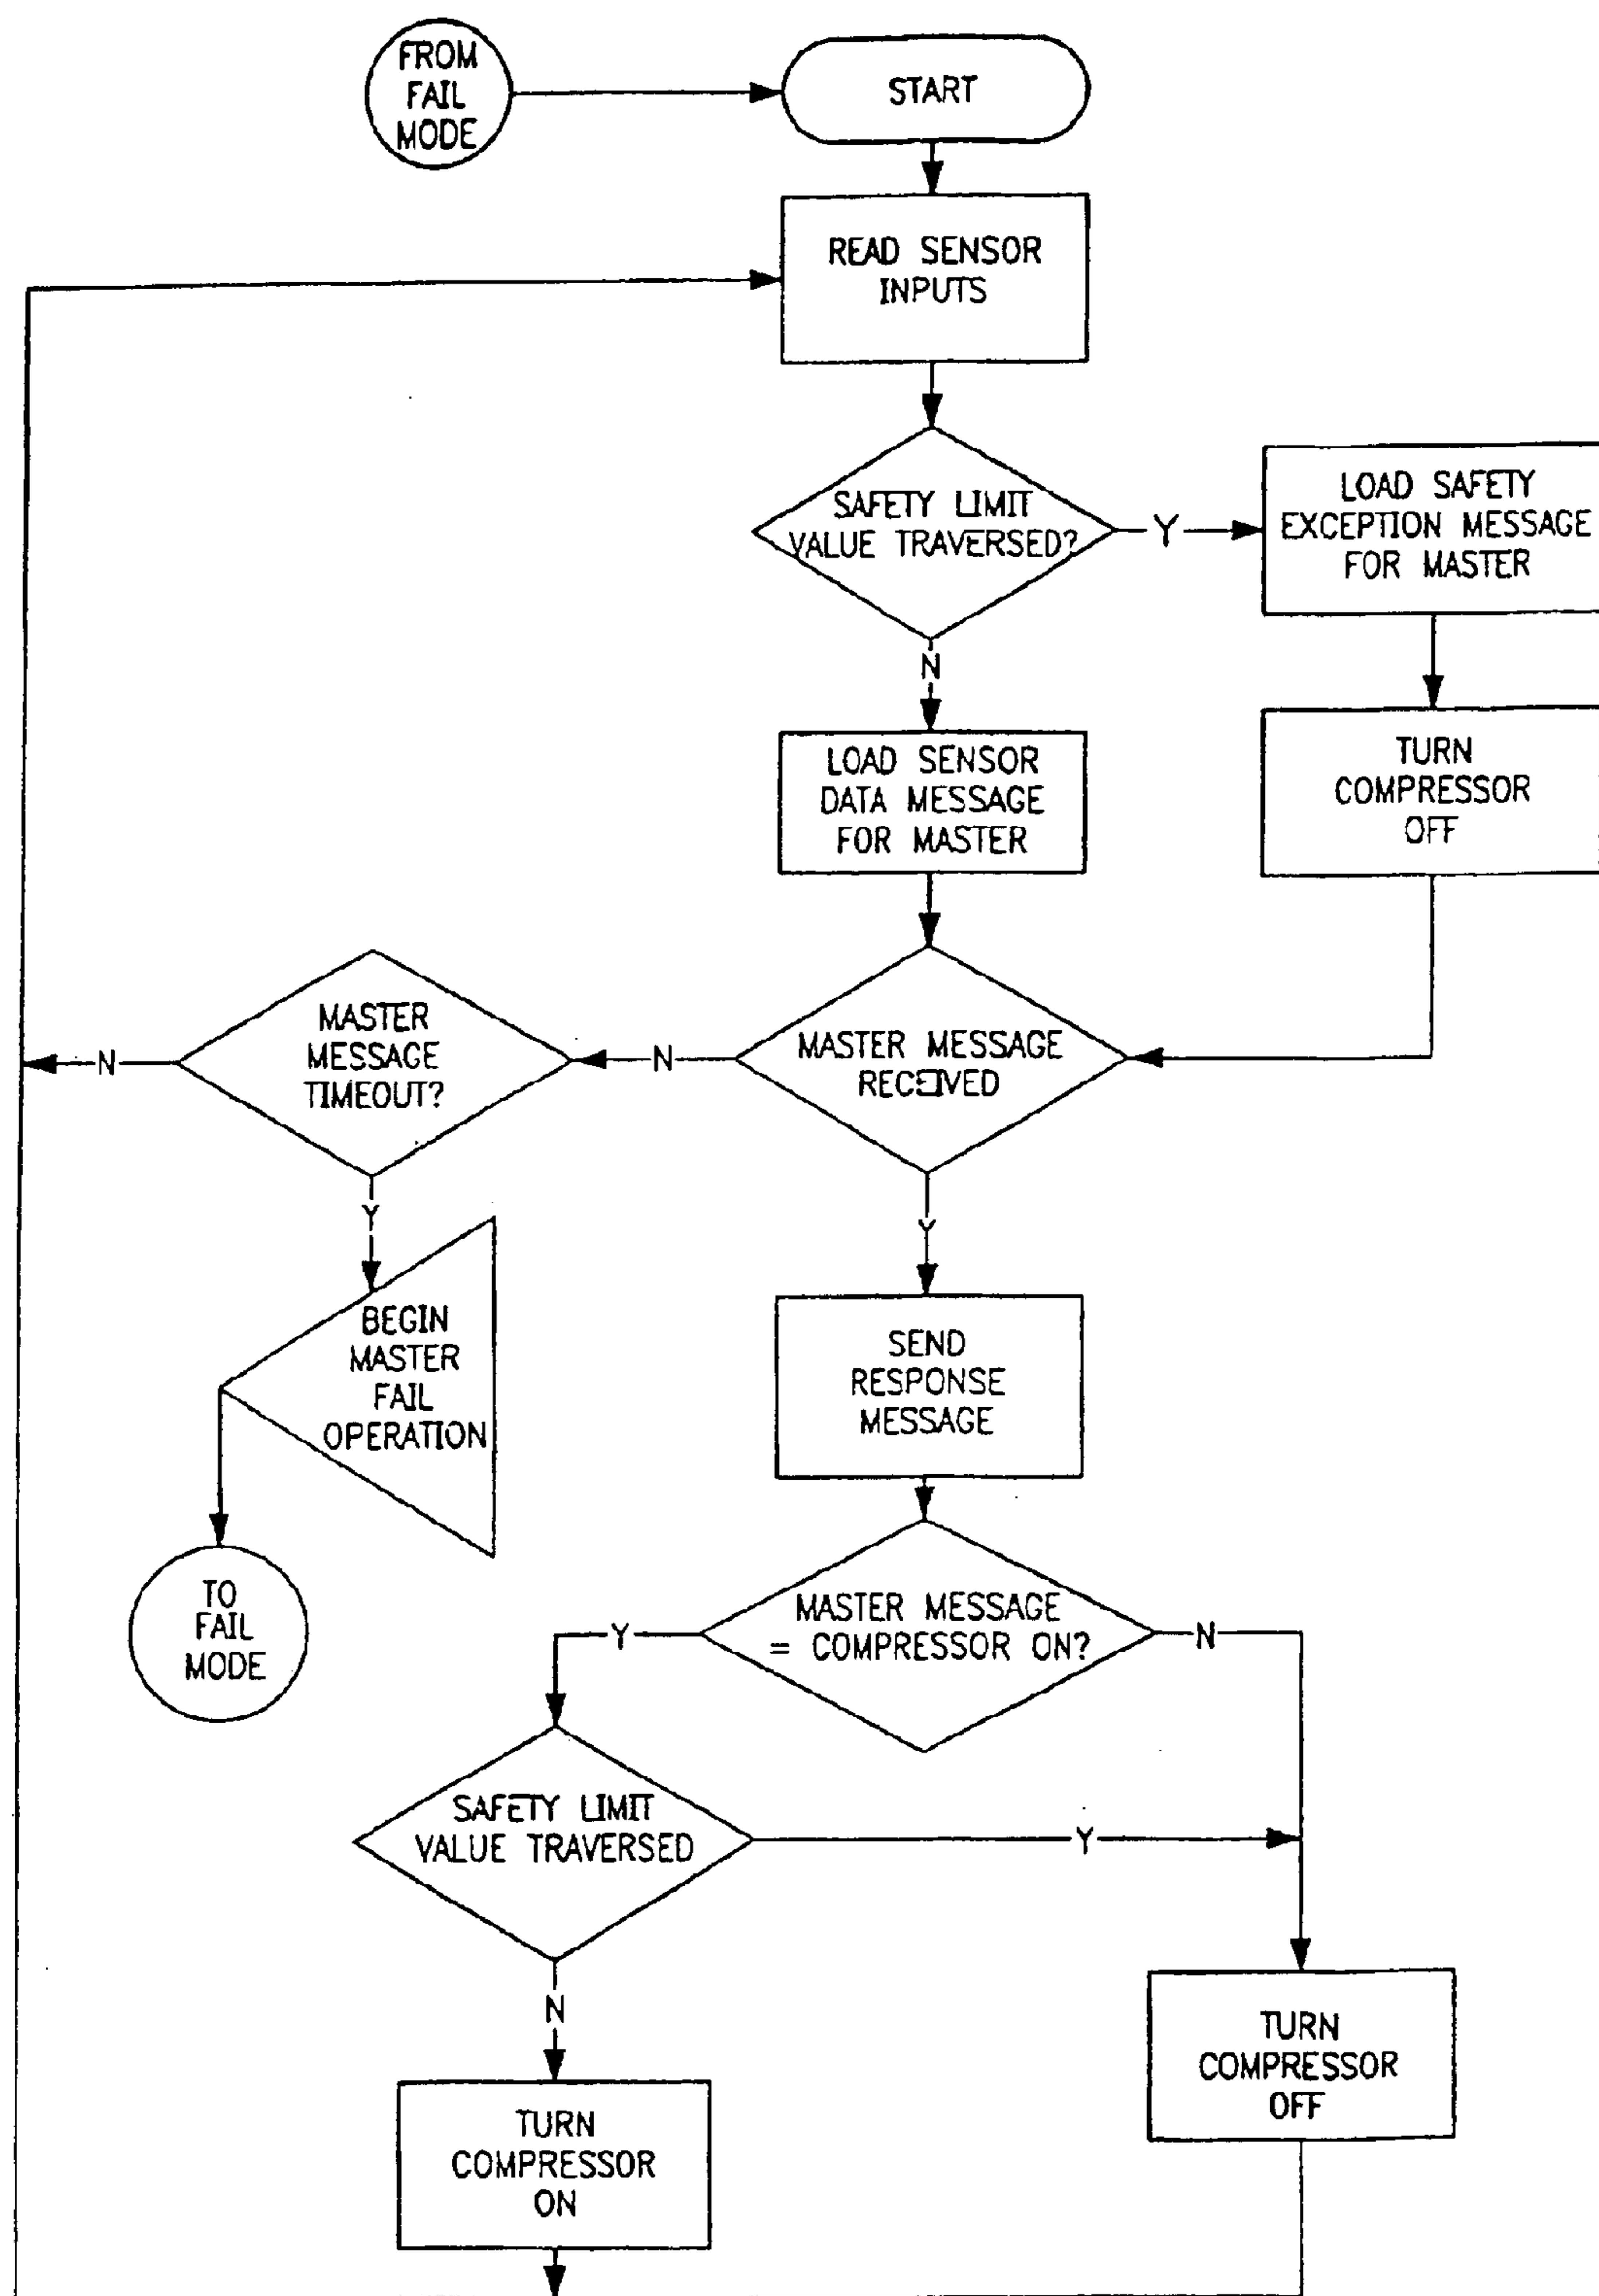 FROM
FAIL
MODE
START
READ SENSOR
INPUTS
SAFETY LIMIT
VALUE TRAVERSED?
Y
LOAD SAFETY
EXCEPTION MESSAGE
FOR MASTER
N
LOAD SENSOR
DATA MESSAGE
FOR MASTER
TURN
COMPRESSOR
OFF
MASTER MESSAGE
RECEIVED
N
MASTER
MESSAGE
TIMEOUT?
N
Y
BEGIN
MASTER
FAIL
OPERATION
TO
FAIL
MODE
Y
SEND
RESPONSE
MESSAGE
MASTER MESSAGE
= COMPRESSOR ON?
Y
N
SAFETY LIMIT
VALUE TRAVERSED
Y
N
TURN
COMPRESSOR
ON
TURN
COMPRESSOR
OFF